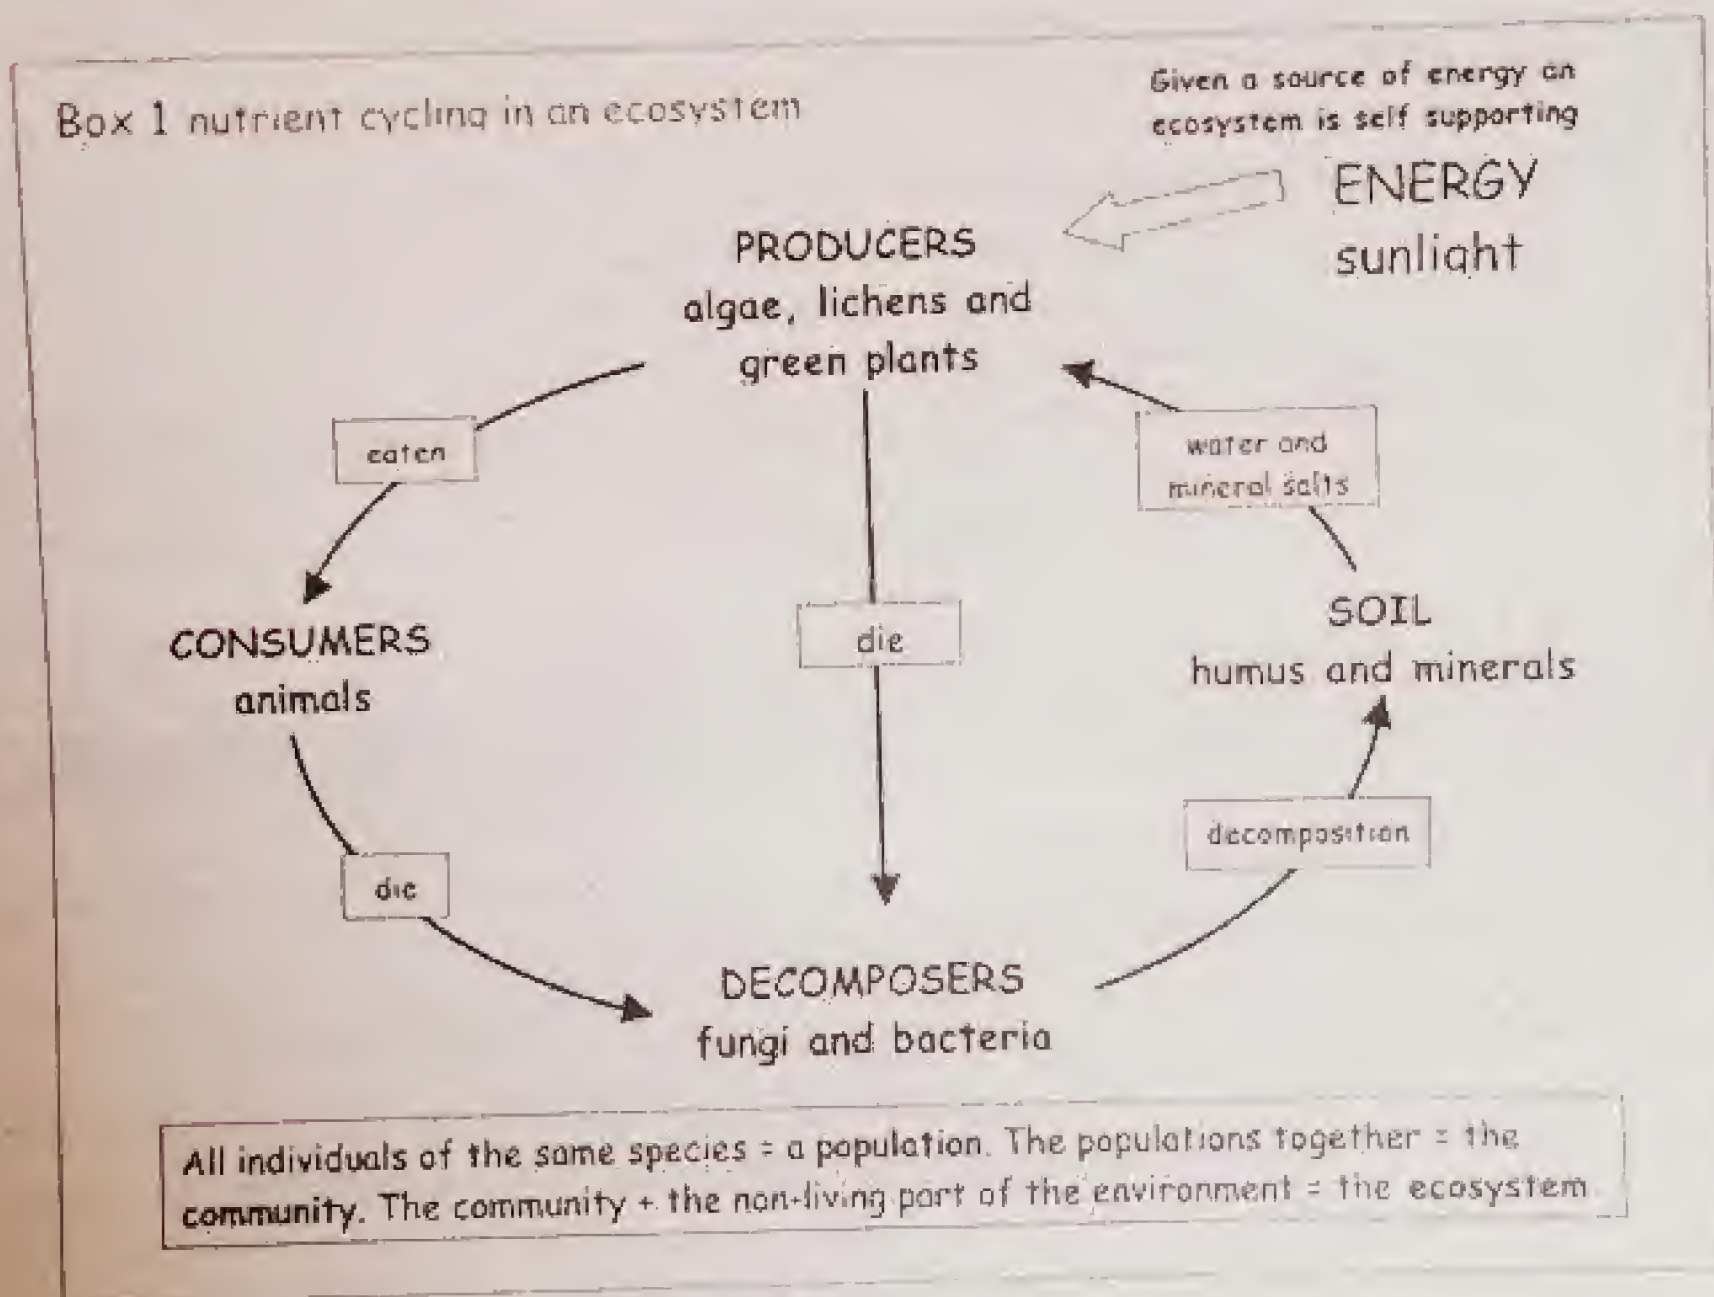 Box 1 nutrient cycling in an ecosystem
Given a source of energy an
ecosystem is self supporting
ENERGY
sunlight
PRODUCERS
algae, lichens and
green plants
eaten
water and
mineral salts
die
SOIL
humus and minerals
CONSUMERS
animals
decomposition
die
DECOMPOSERS
fungi and bacteria
All individuals of the same species = a population. The populations together = the
community. The community + the non-living part of the environment = the ecosystem